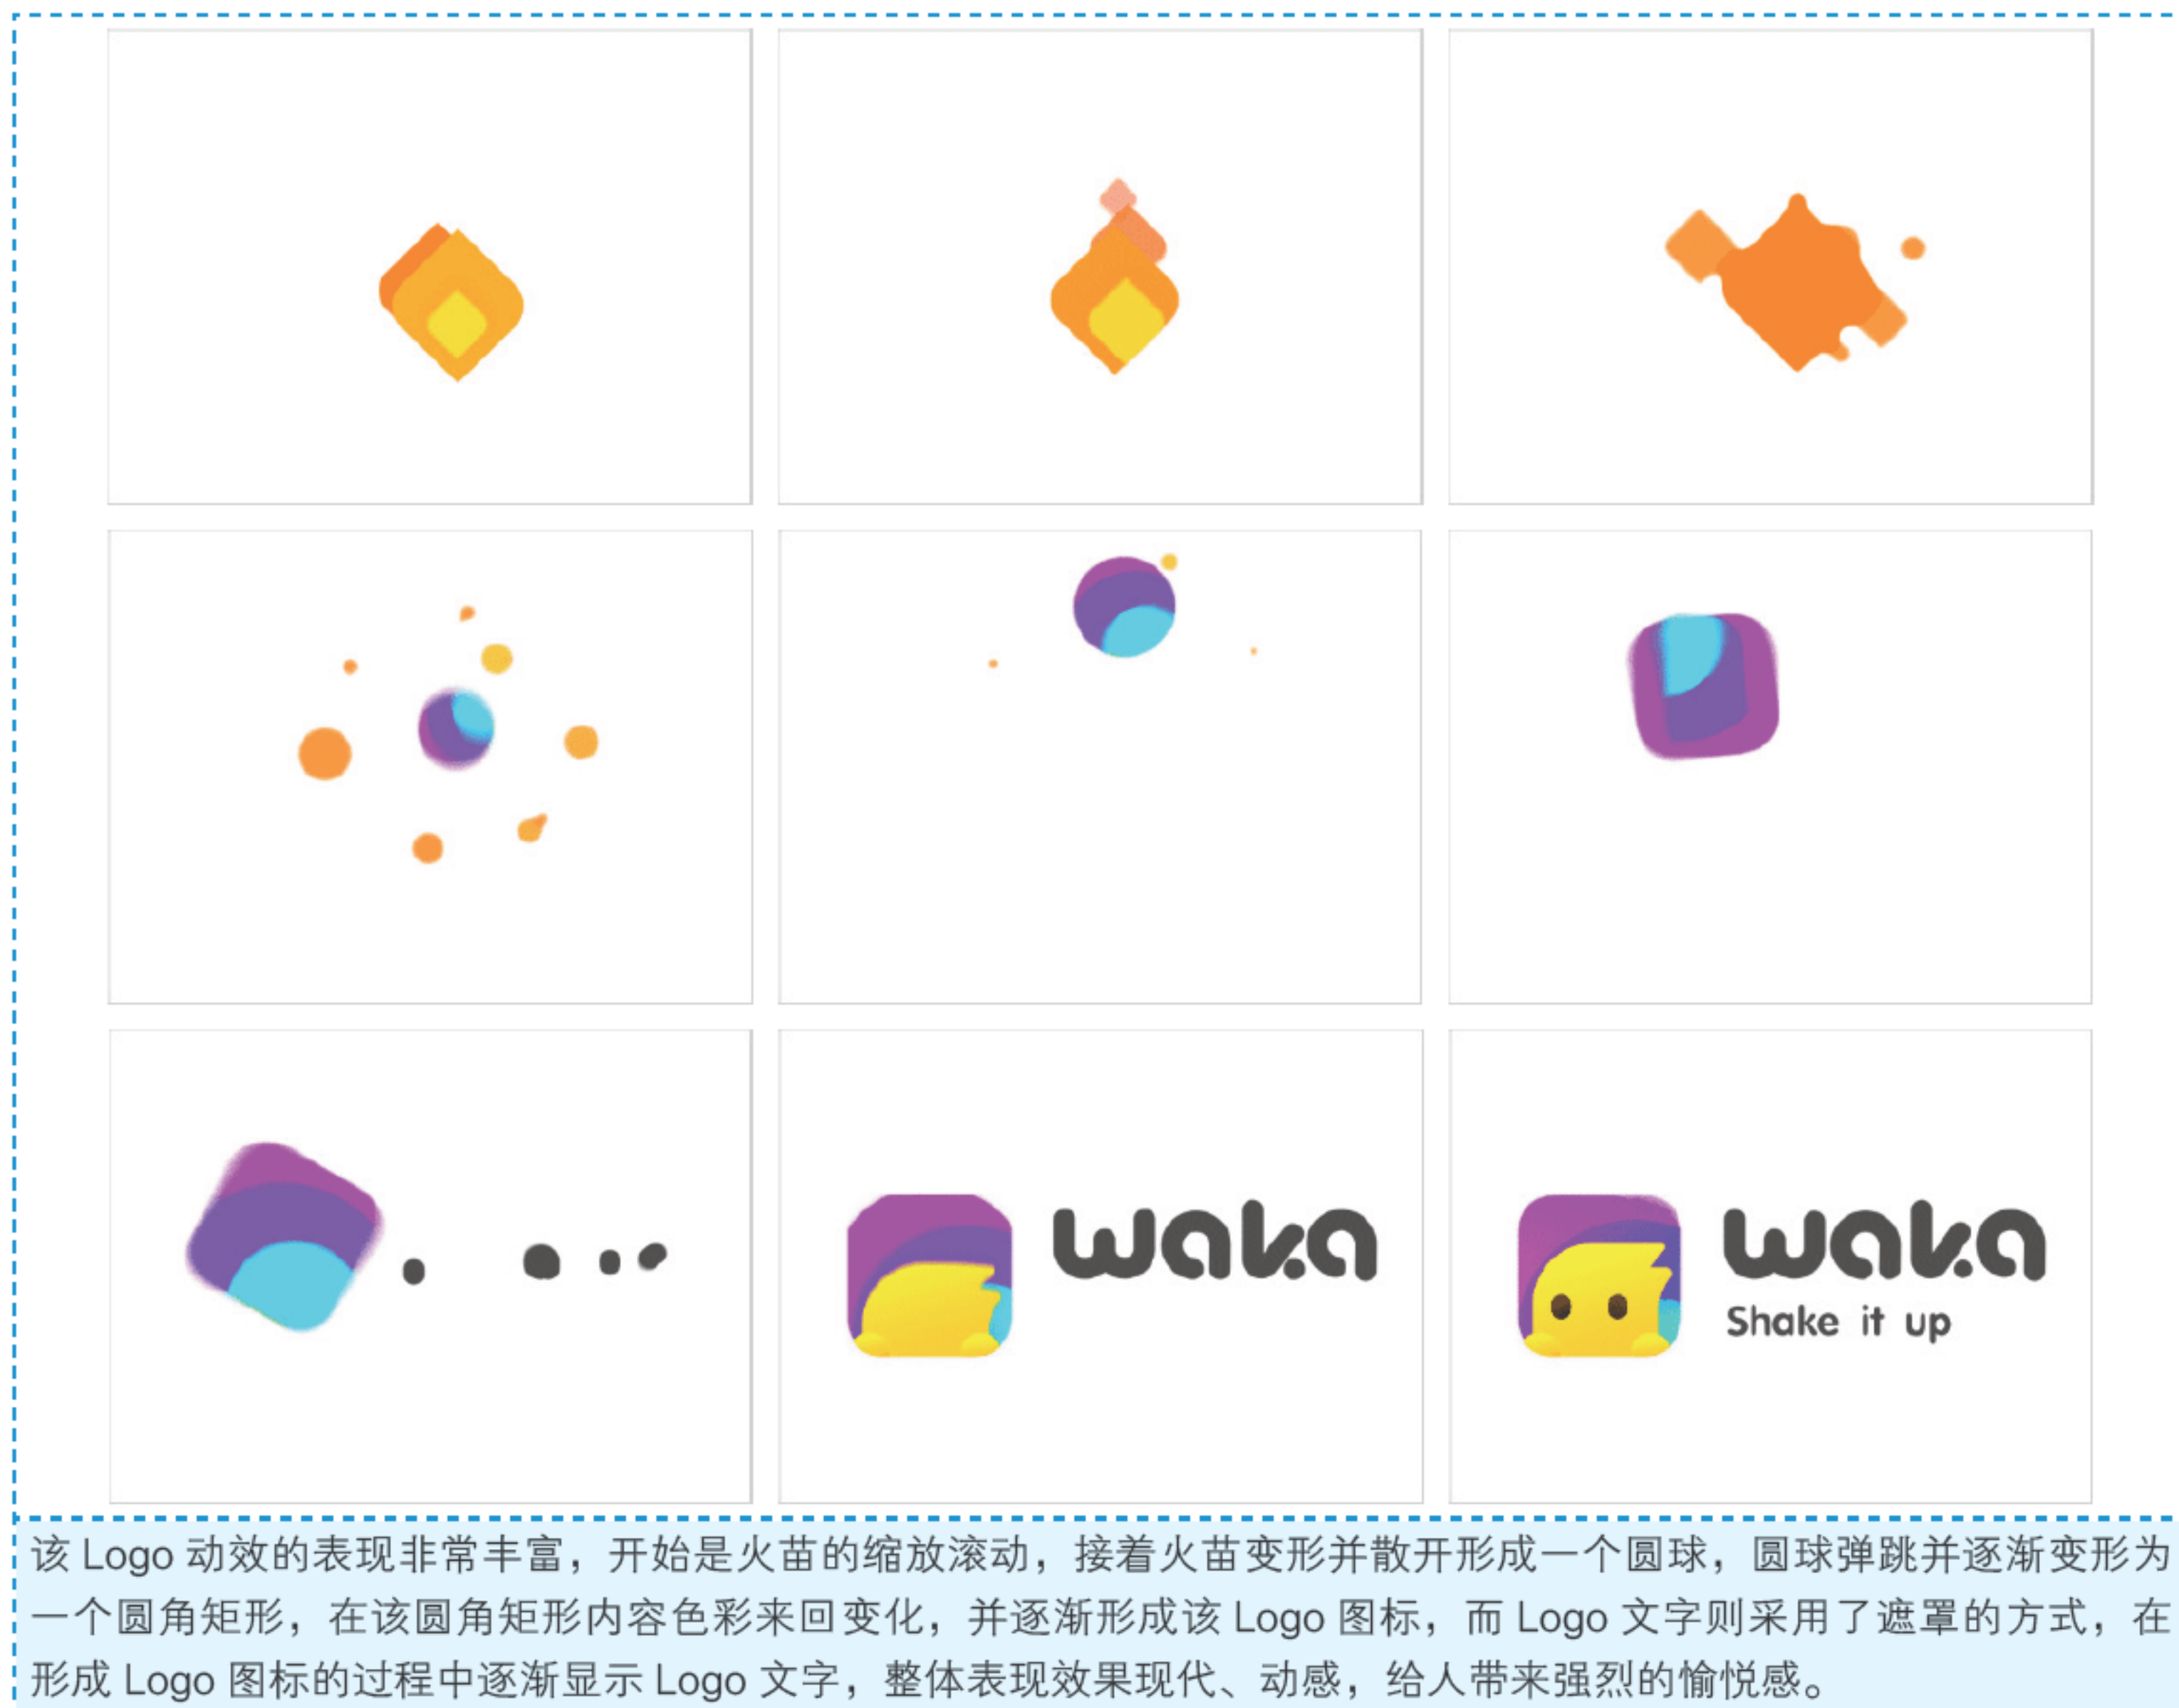 waka
waka
Shake it up
该 Logo 动效的表现非常丰富，开始是火苗的缩放滚动，接着火苗变形并散开形成一个圆球，圆球弹跳并逐渐变形为
一个圆角矩形，在该圆角矩形内容色彩来回变化，并逐渐形成该 Logo 图标，而 Logo 文字则采用了遮罩的方式，在
形成 Logo 图标的过程中逐渐显示 Logo 文字，整体表现效果现代、动感，给人带来强烈的愉悦感。